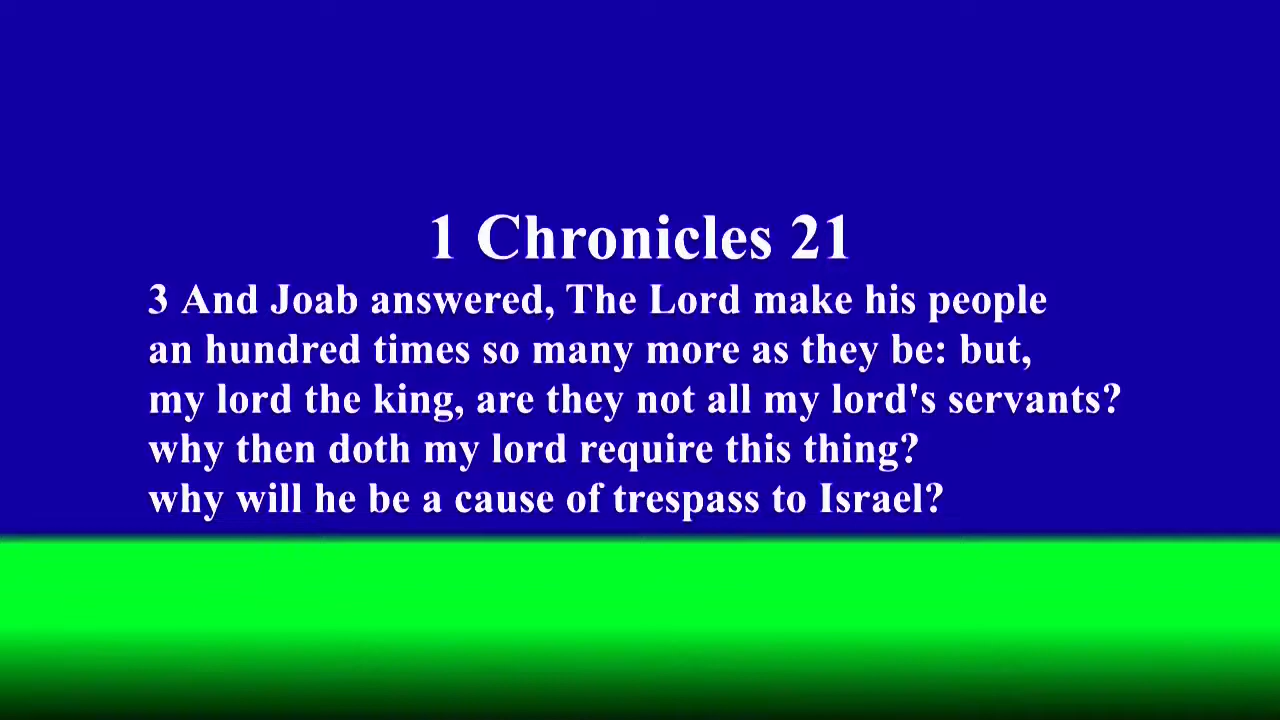 1 Chronicles 21
3 And Joab answered, The Lord make his people
an hundred times so many more as they be: but,
my lord the king, are they not all my lord's servants?
why then doth my lord require this thing?
why will he be a cause of trespass to Israel?